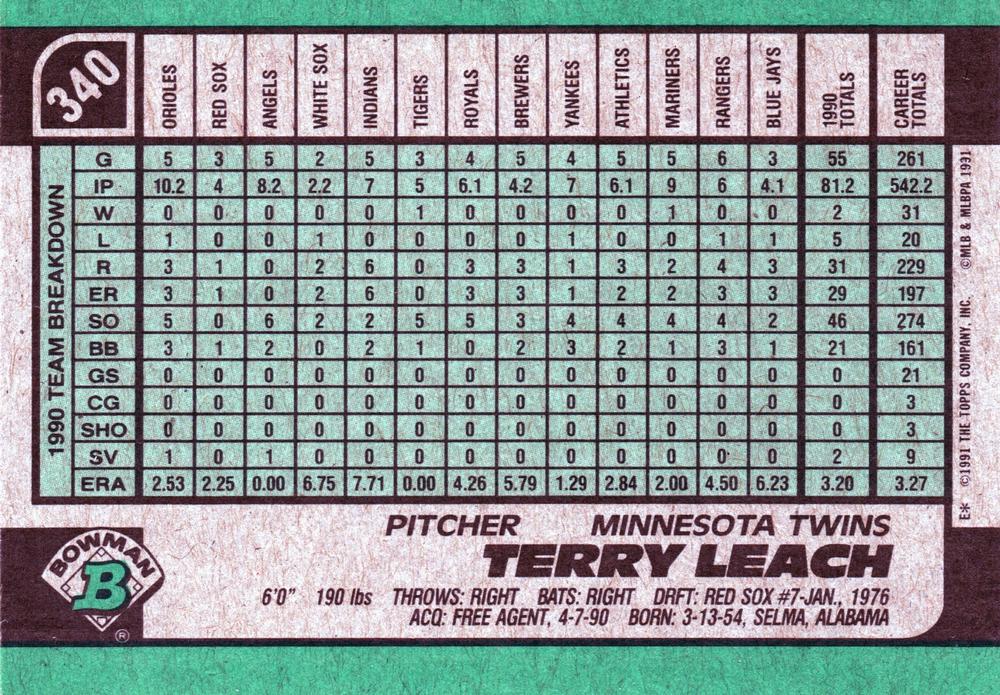 340
ORIOLES RED SOX ANGELS WHITE SOX INDIANS TIGERS ROYALS BREWERS YANKEES ATHLETICS MARINERS RANGERS BLUE JAYS 1990 TOTALS CAREER TOTALS
1990 TEAM BREAKDOWN
G 5 3 5 2 5 3 4 5 4 5 5 6 3 55 261
IP 10.2 4 8.2 2.2 7 5 6.1 4.2 7 6.1 9 6 4.1 81.2 542.2
W 0 0 0 0 0 1 0 0 0 0 1 0 0 2 31
L 1 0 0 1 0 0 0 0 1 0 0 1 1 5 20
R 3 1 0 2 6 0 3 3 1 3 2 4 3 31 229
ER 3 1 0 2 6 0 3 3 1 2 2 3 3 29 197
SO 5 0 6 2 2 5 5 3 4 4 4 4 2 46 274
BB 3 1 2 0 2 1 0 2 3 2 1 3 1 21 161
GS 0 0 0 0 0 0 0 0 0 0 0 0 0 0 21
CG 0 0 0 0 0 0 0 0 0 0 0 0 0 0 3
SHO 0 0 0 0 0 0 0 0 0 0 0 0 0 0 3
SV 1 0 1 0 0 0 0 0 0 0 0 0 0 2 9
ERA 2.53 2.25 0.00 6.75 7.71 0.00 4.26 5.79 1.29 2.84 2.00 4.50 6.23 3.20 3.27
E* ©1991 THE TOPPS COMPANY, INC. ©MLB & MLBPA 1991
PITCHER MINNESOTA TWINS
TERRY LEACH
BOWMAN
B
®
6'0" 190 lbs THROWS: RIGHT BATS: RIGHT DRFT: RED SOX #7-JAN., 1976
ACQ: FREE AGENT, 4-7-90 BORN: 3-13-54, SELMA, ALABAMA